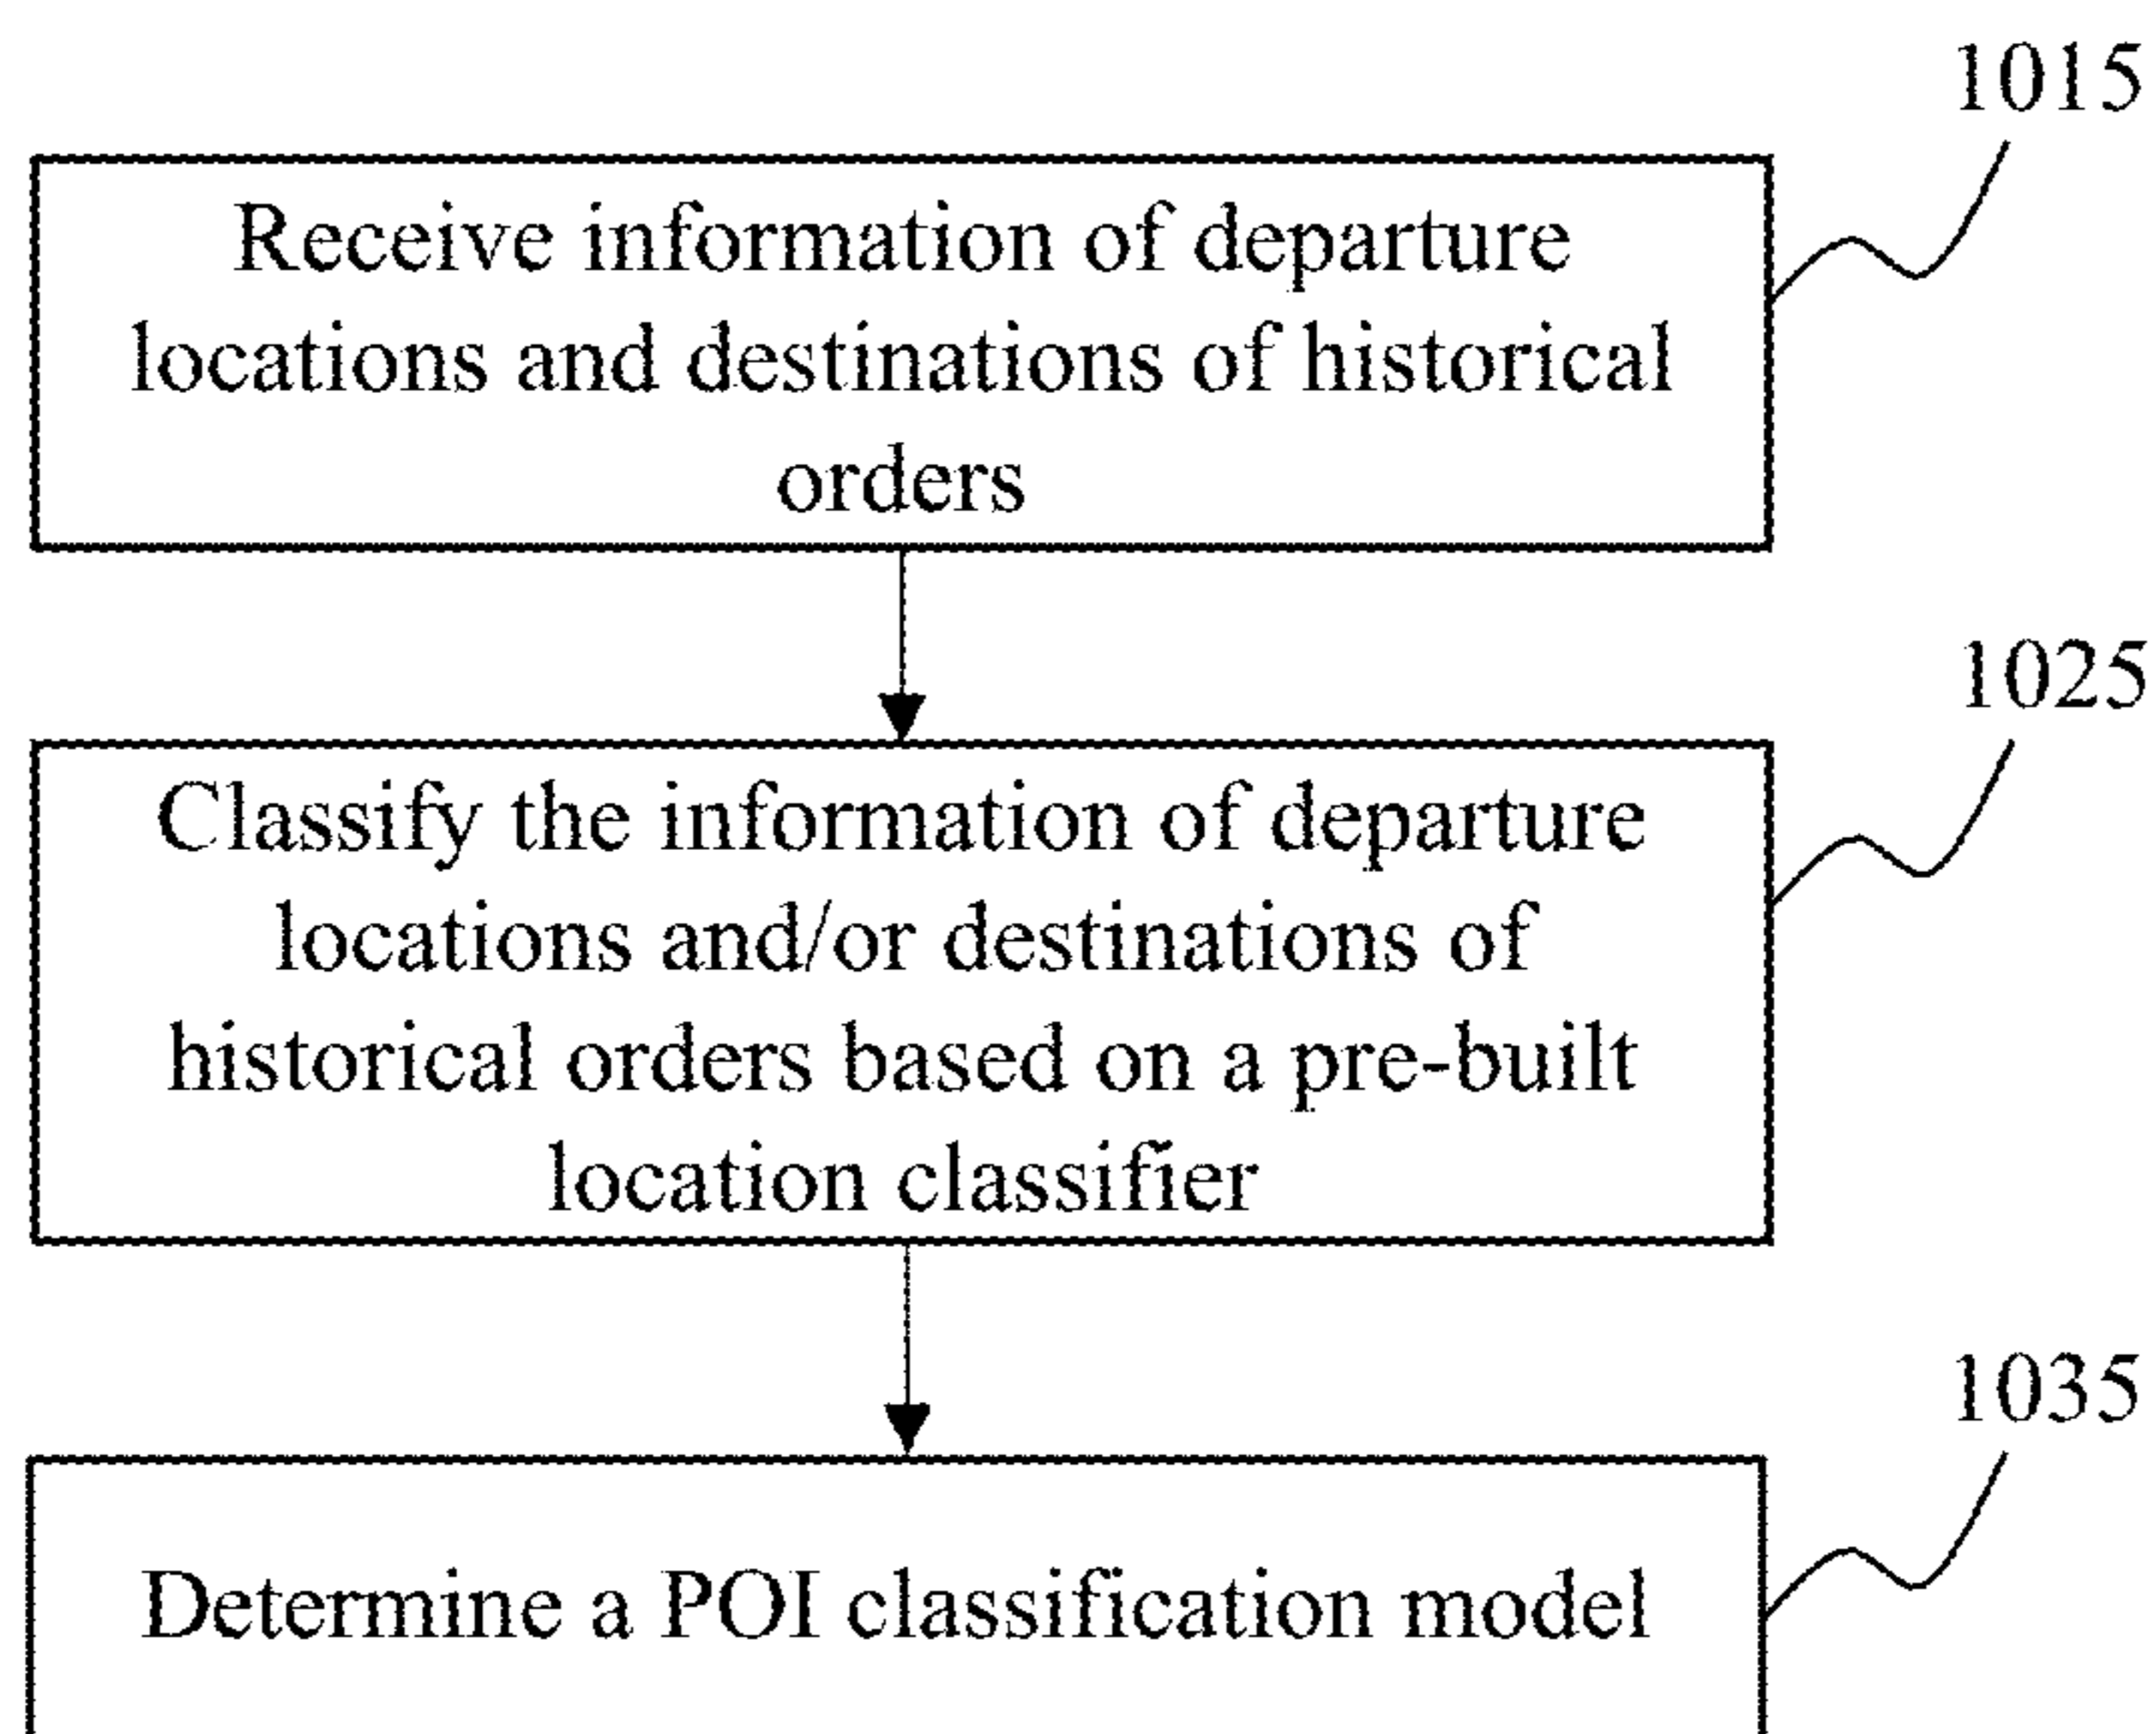 1015
Receive information of departure
locations and destinations of historical
orders
1025
Classify the information of departure
locations and/or destinations of
historical orders based on a pre-built
location classifier
1035
Determine a POI classification model